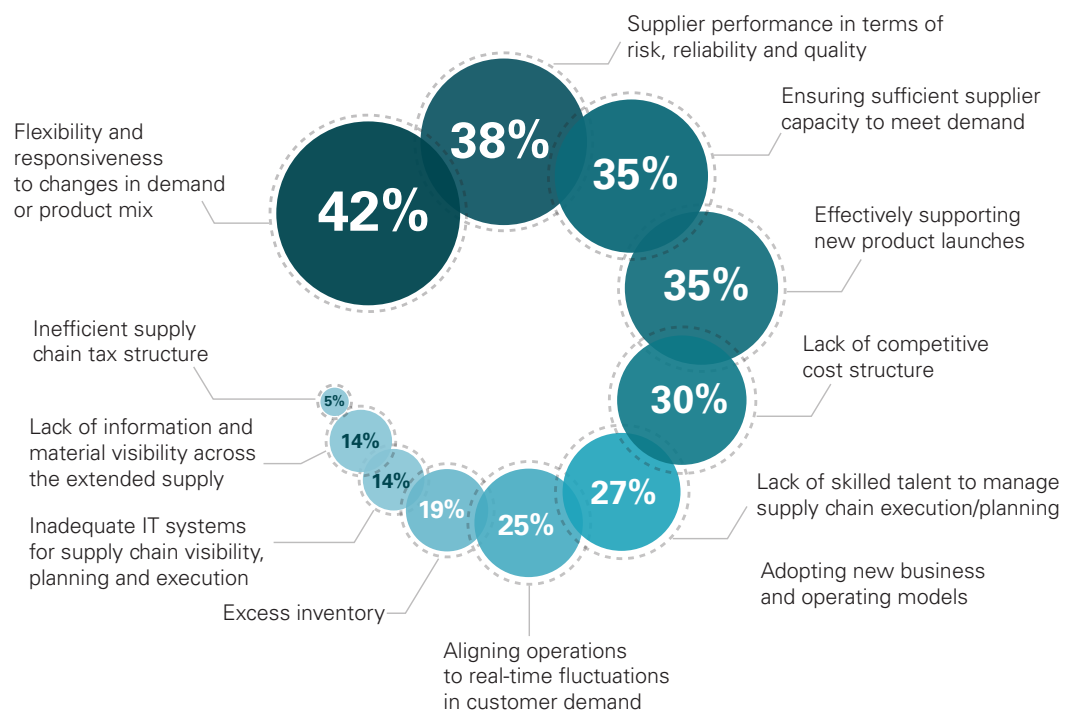 Supplier performance in terms of
risk, reliability and quality
38%
Ensuring sufficient supplier
capacity to meet demand
35%
Flexibility and
responsiveness
to changes in demand
or product mix
42%
Effectively supporting
new product launches
35%
Lack of competitive
cost structure
30%
Lack of skilled talent to manage
supply chain execution/planning
27%
Adopting new business
and operating models
Aligning operations
to real-time fluctuations
in customer demand
25%
Excess inventory
19%
Inadequate IT systems
for supply chain visibility,
planning and execution
14%
Lack of information and
material visibility across
the extended supply
14%
Inefficient supply
chain tax structure
5%